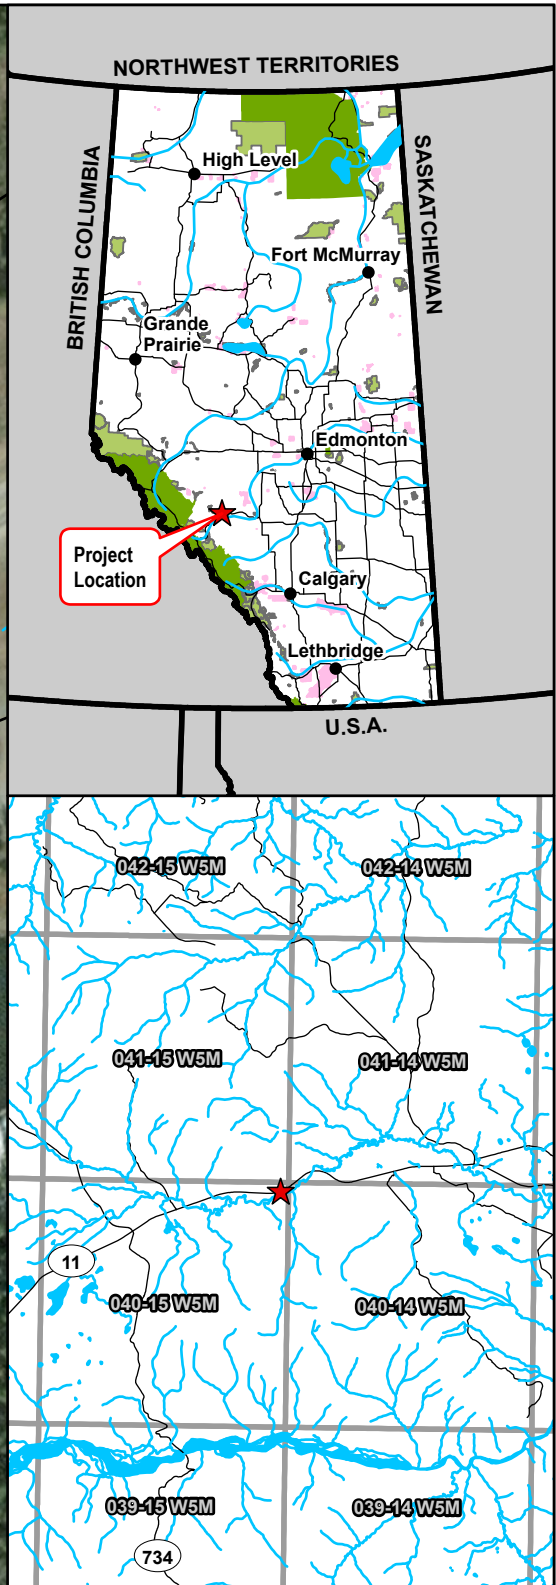 NORTHWEST TERRITORIES
BRITISH COLUMBIA
SASKATCHEWAN
High Level
Fort McMurray
Grande
Prairie
Edmonton
Project
Location
Calgary
Lethbridge
U.S.A.
042-15 W5M
042-14 W5M
041-15 W5M
041-14 W5M
11
040-15 W5M
040-14 W5M
039-15 W5M
039-14 W5M
734